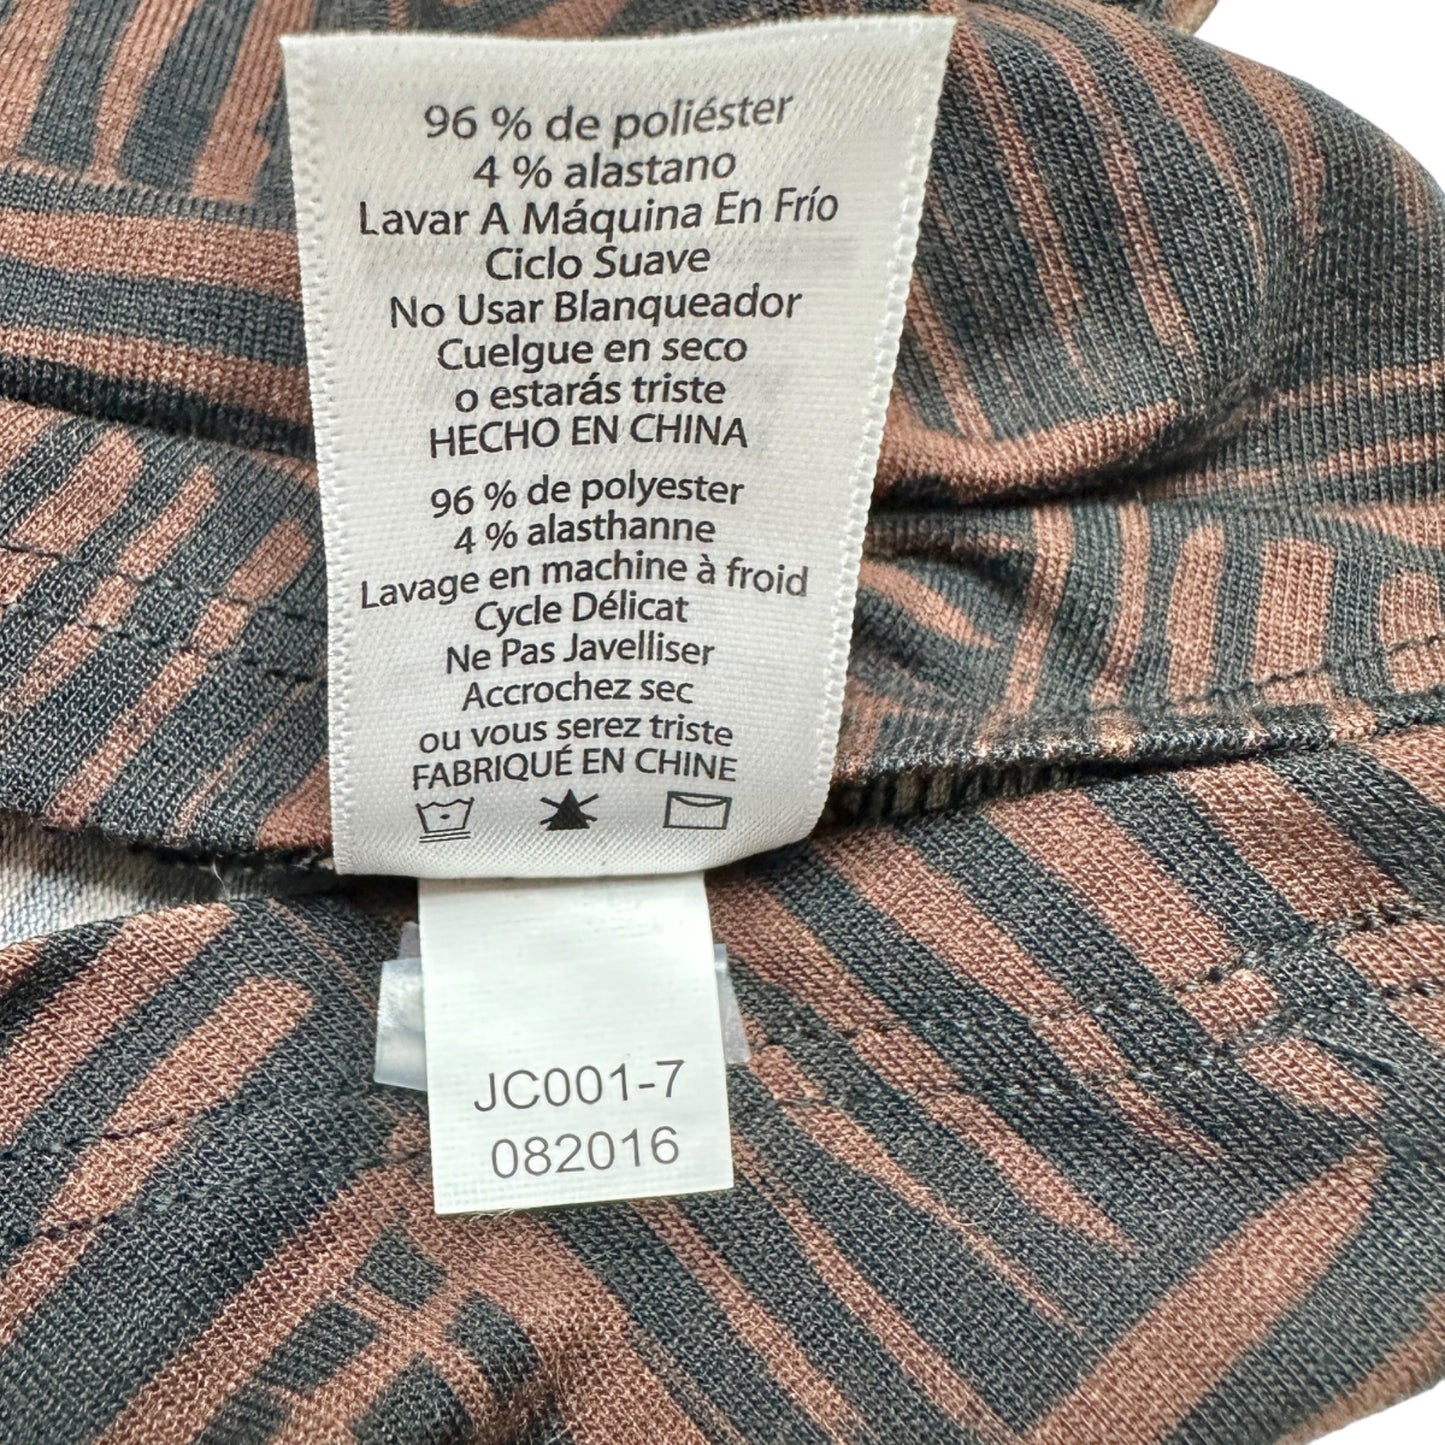 96 % de poliéster
4 % alastano
Lavar A Máquina En Frío
Ciclo Suave
No Usar Blanqueador
Cuelgue en seco
o estarás triste
HECHO EN CHINA
96 % de polyester
4 % alasthanne
Lavage en machine à froid
Cycle Délicat
Ne Pas Javelliser
Accrochez sec
ou vous serez triste
FABRIQUÉ EN CHINE
JC001-7
082016